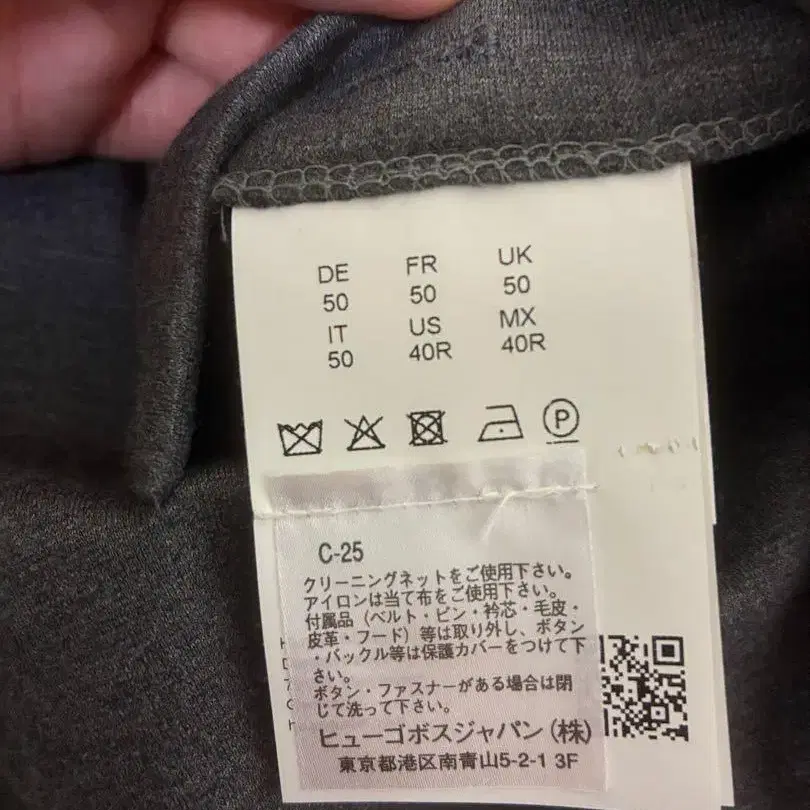 DE FR UK
50 50 50
IT US MX
50 40R 40R
P
C-25
クリーニングネットをご使用下さい。
アイロンは当て布をご使用下さい。
付属品（ベルト・ピン・衿芯・毛皮・
皮革・フード）等は取り外し、ボタン
・バックル等は保護カバーをつけて下
さい。
ボタン・ファスナーがある場合は閉
じて洗って下さい。
ヒューゴボスジャパン（株）
東京都港区南青山5-2-1 3F